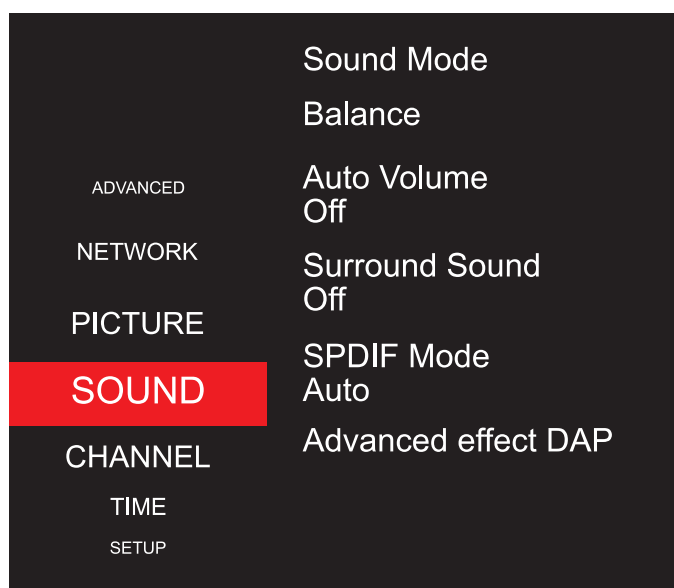 ADVANCED
NETWORK
PICTURE
SOUND
CHANNEL
TIME
SETUP
Sound Mode
Balance
Auto Volume
Off
Surround Sound
Off
SPDIF Mode
Auto
Advanced effect DAP